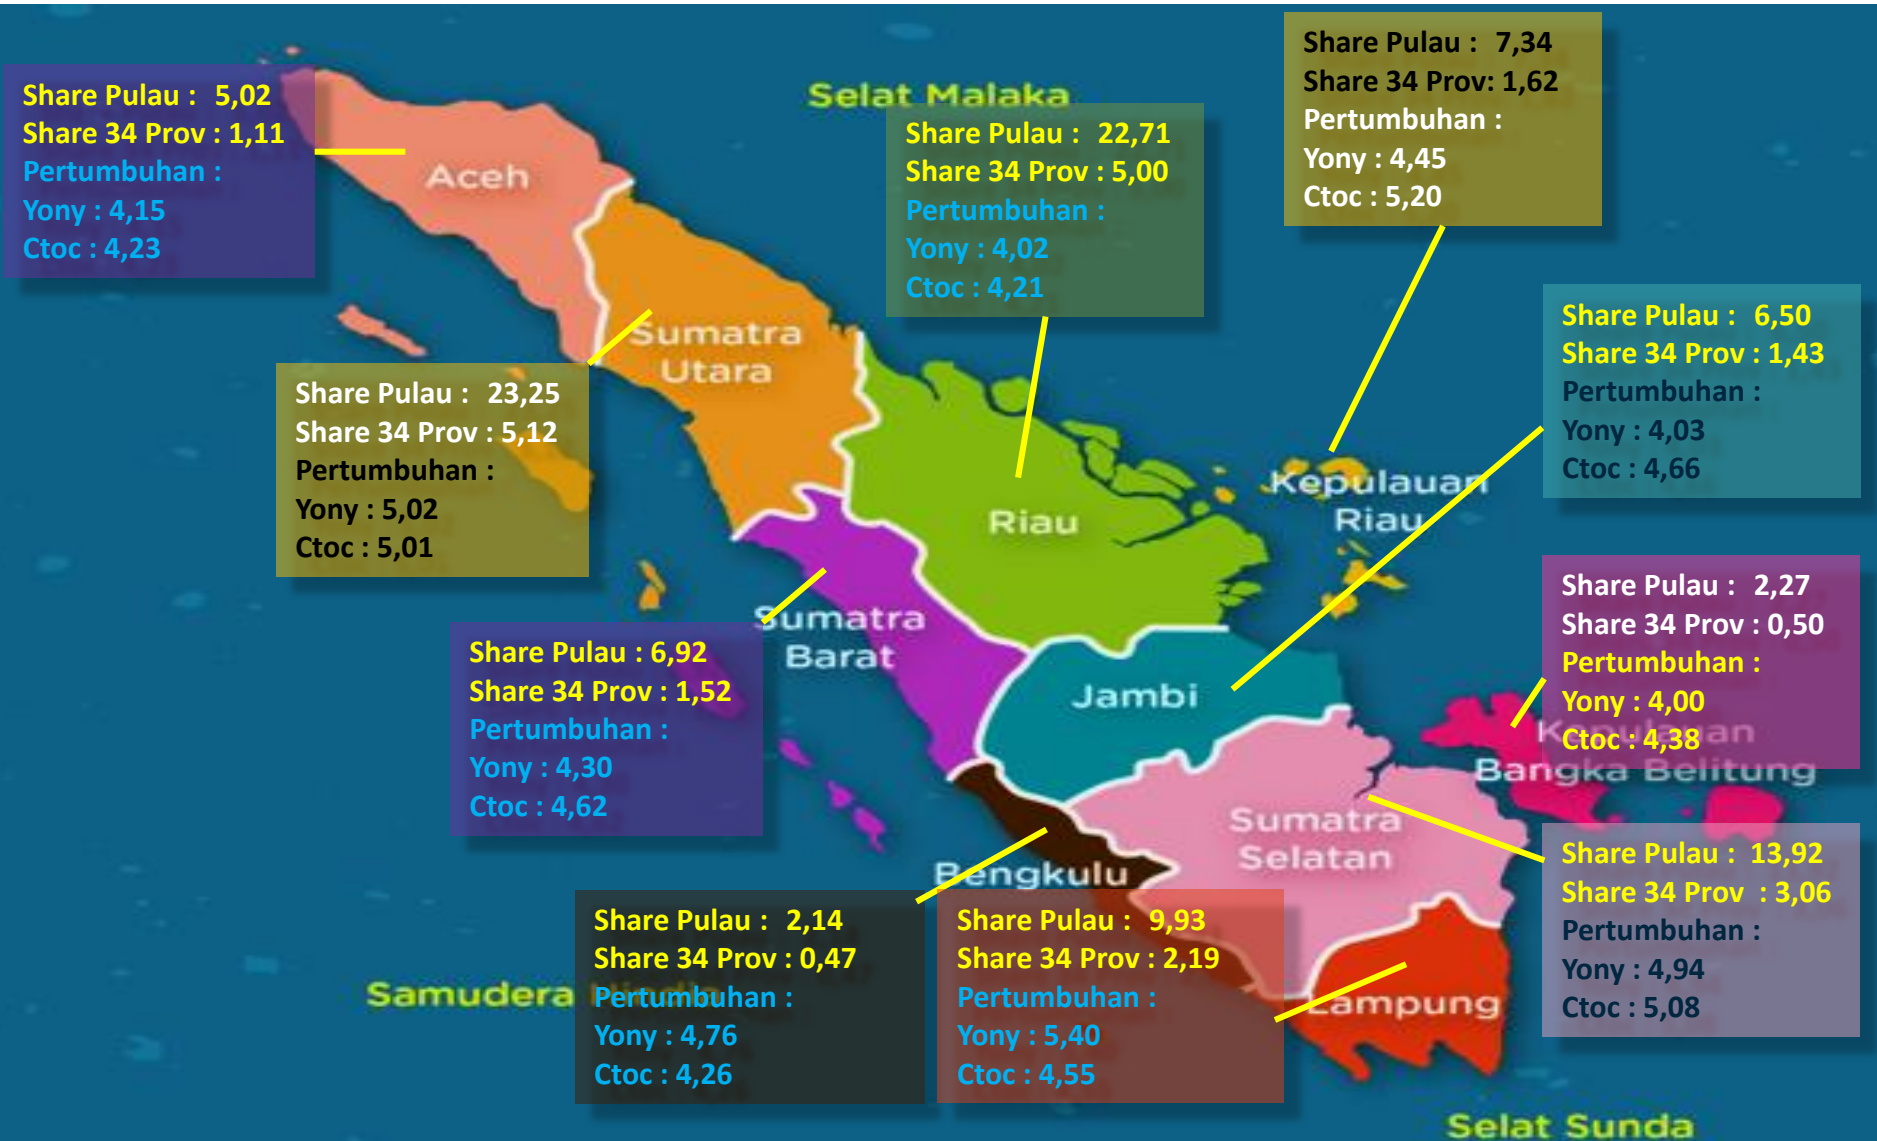 Selat Malaka
Share Pulau : 7,34
Share 34 Prov: 1,62
Pertumbuhan :
Yony : 4,45
Ctoc : 5,20
Share Pulau : 5,02
Share 34 Prov : 1,11
Pertumbuhan :
Yony : 4,15
Ctoc : 4,23
Aceh
Share Pulau : 22,71
Share 34 Prov : 5,00
Pertumbuhan :
Yony : 4,02
Ctoc : 4,21
Sumatra
Utara
Share Pulau : 6,50
Share 34 Prov : 1,43
Pertumbuhan :
Yony : 4,03
Ctoc : 4,66
Share Pulau : 23,25
Share 34 Prov : 5,12
Pertumbuhan :
Yony : 5,02
Ctoc : 5,01
Riau
Kepulauan
Riau
Share Pulau : 2,27
Share 34 Prov : 0,50
Pertumbuhan :
Yony : 4,00
Ctoc : 4,38
Kepulauan
Bangka Belitung
Sumatra
Barat
Share Pulau : 6,92
Share 34 Prov : 1,52
Pertumbuhan :
Yony : 4,30
Ctoc : 4,62
Jambi
Sumatra
Selatan
Bengkulu
Share Pulau : 13,92
Share 34 Prov : 3,06
Pertumbuhan :
Yony : 4,94
Ctoc : 5,08
Share Pulau : 2,14
Share 34 Prov : 0,47
Pertumbuhan :
Yony : 4,76
Ctoc : 4,26
Share Pulau : 9,93
Share 34 Prov : 2,19
Pertumbuhan :
Yony : 5,40
Ctoc : 4,55
Samudera Hindia
Lampung
Selat Sunda